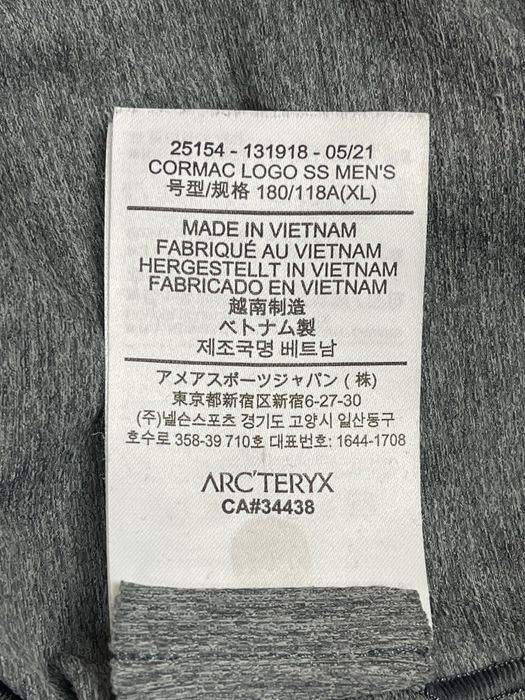 25154 - 131918 - 05/21
CORMAC LOGO SS MEN'S
号型/规格 180/118A(XL)
MADE IN VIETNAM
FABRIQUÉ AU VIETNAM
HERGESTELLT IN VIETNAM
FABRICADO EN VIETNAM
越南制造
ベトナム製
제조국명 베트남
アメアスポーツジャパン ( 株)
東京都新宿区新宿6-27-30
(주)넬슨스포츠 경기도 고양시 일산동구
호수로 358-39 710호 대표번호: 1644-1708
ARC'TERYX
CA#34438